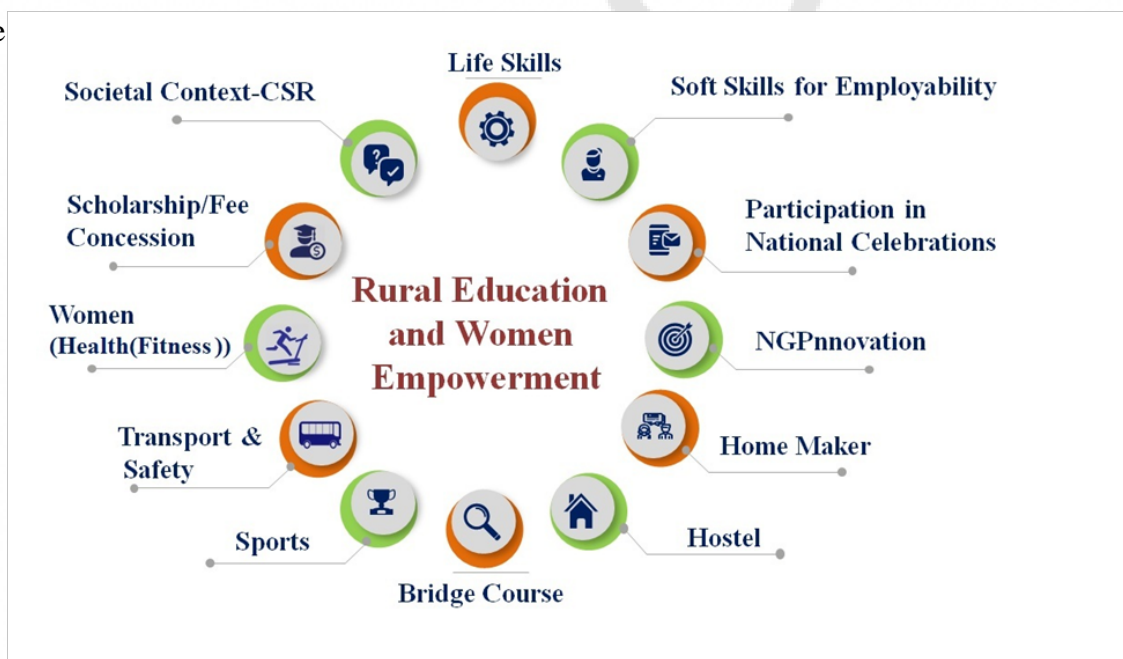 e
Life Skills
Soft Skills for Employability
Participation in
National Celebrations
NGPnnovation
Home Maker
Hostel
Bridge Course
Sports
Transport &
Safety
Women
(Health(Fitness))
Scholarship/Fee
Concession
Societal Context-CSR
Rural Education
and Women
Empowerment